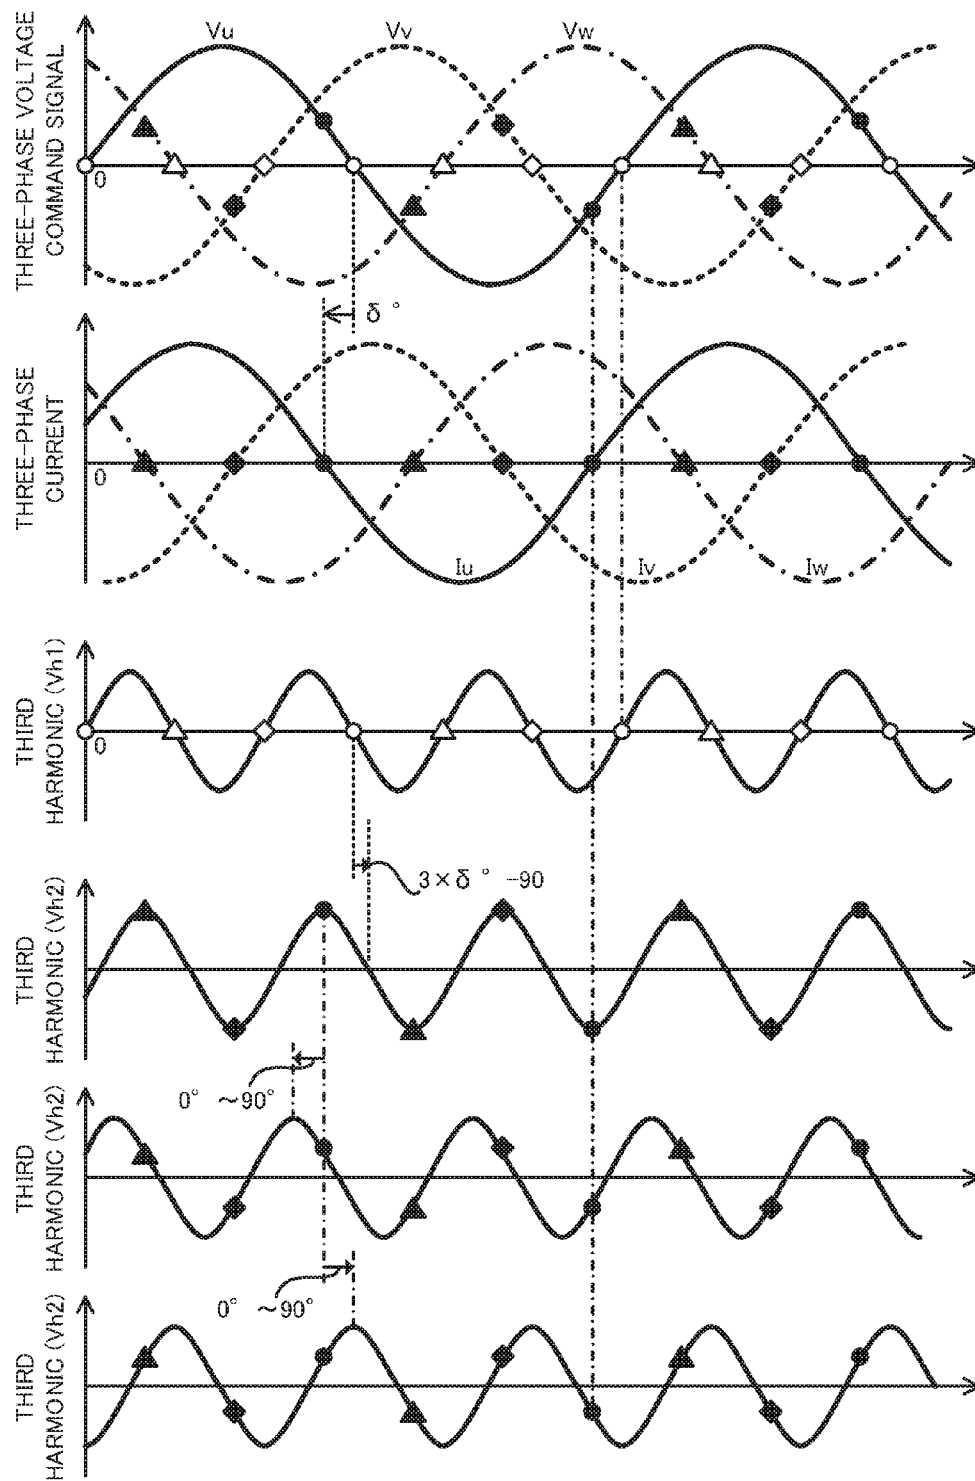 THREE-PHASE VOLTAGE
COMMAND SIGNAL
Vu
Vv
Vw
0
δ°
THREE-PHASE
CURRENT
0
Iu
Iv
Iw
THIRD
HARMONIC (Vh1)
0
3×δ°-90
THIRD
HARMONIC (Vh2)
0° ~90°
THIRD
HARMONIC (Vh2)
0° ~90°
THIRD
HARMONIC (Vh2)